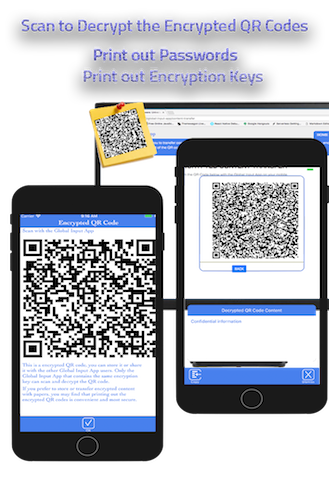 Scan to Decrypt the Encrypted QR Codes
Print out Passwords
Print out Encryption Keys
HOME
9:16 AM
Encrypted QR Code
Scan with the Global Input App
BACK
Decrypted QR Code Content
Confidential information
This is a encrypted QR code, you can store it or share
it with the other Global Input App users. Only the
Global Input App that contains the same encryption
key can scan and decrypt the QR code.
If you prefer to store or transfer encrypted content
with papers, you may find that printing out the
encrypted QR codes is convenient and most secure.